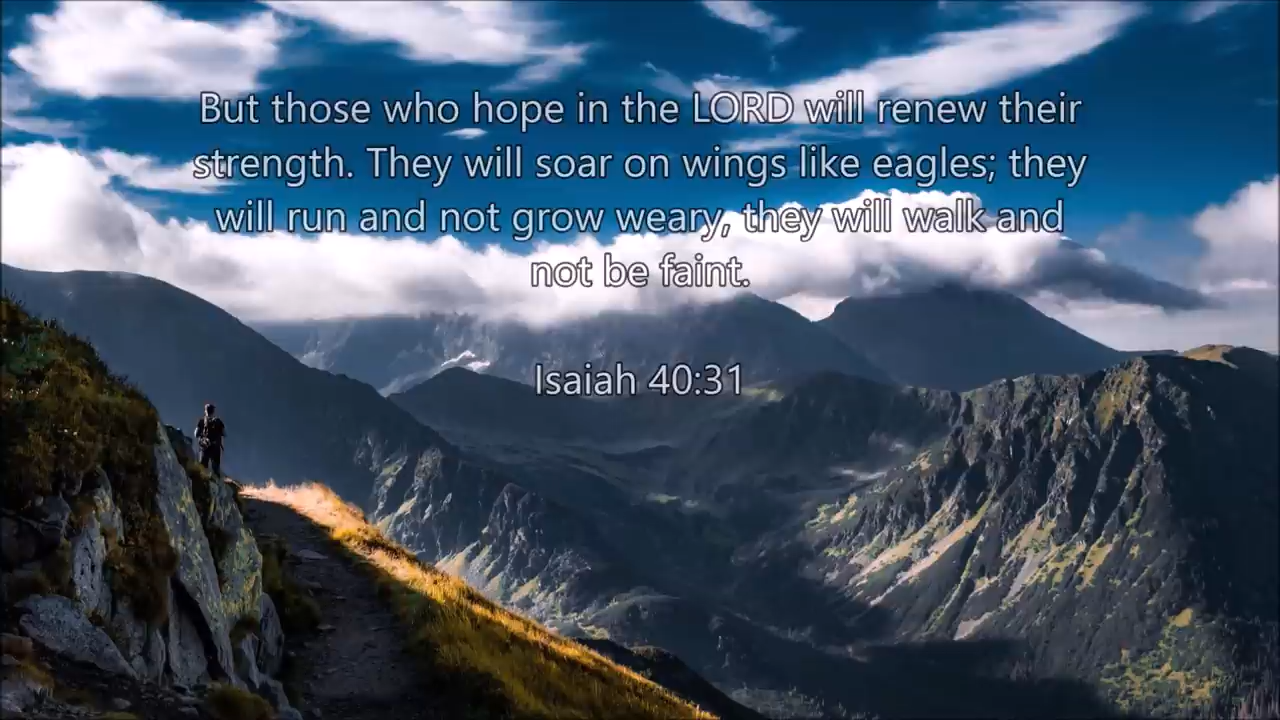 But those who hope in the LORD will renew their
strength. They will soar on wings like eagles; they
will run and not grow weary, they will walk and
not be faint.
Isaiah 40:31